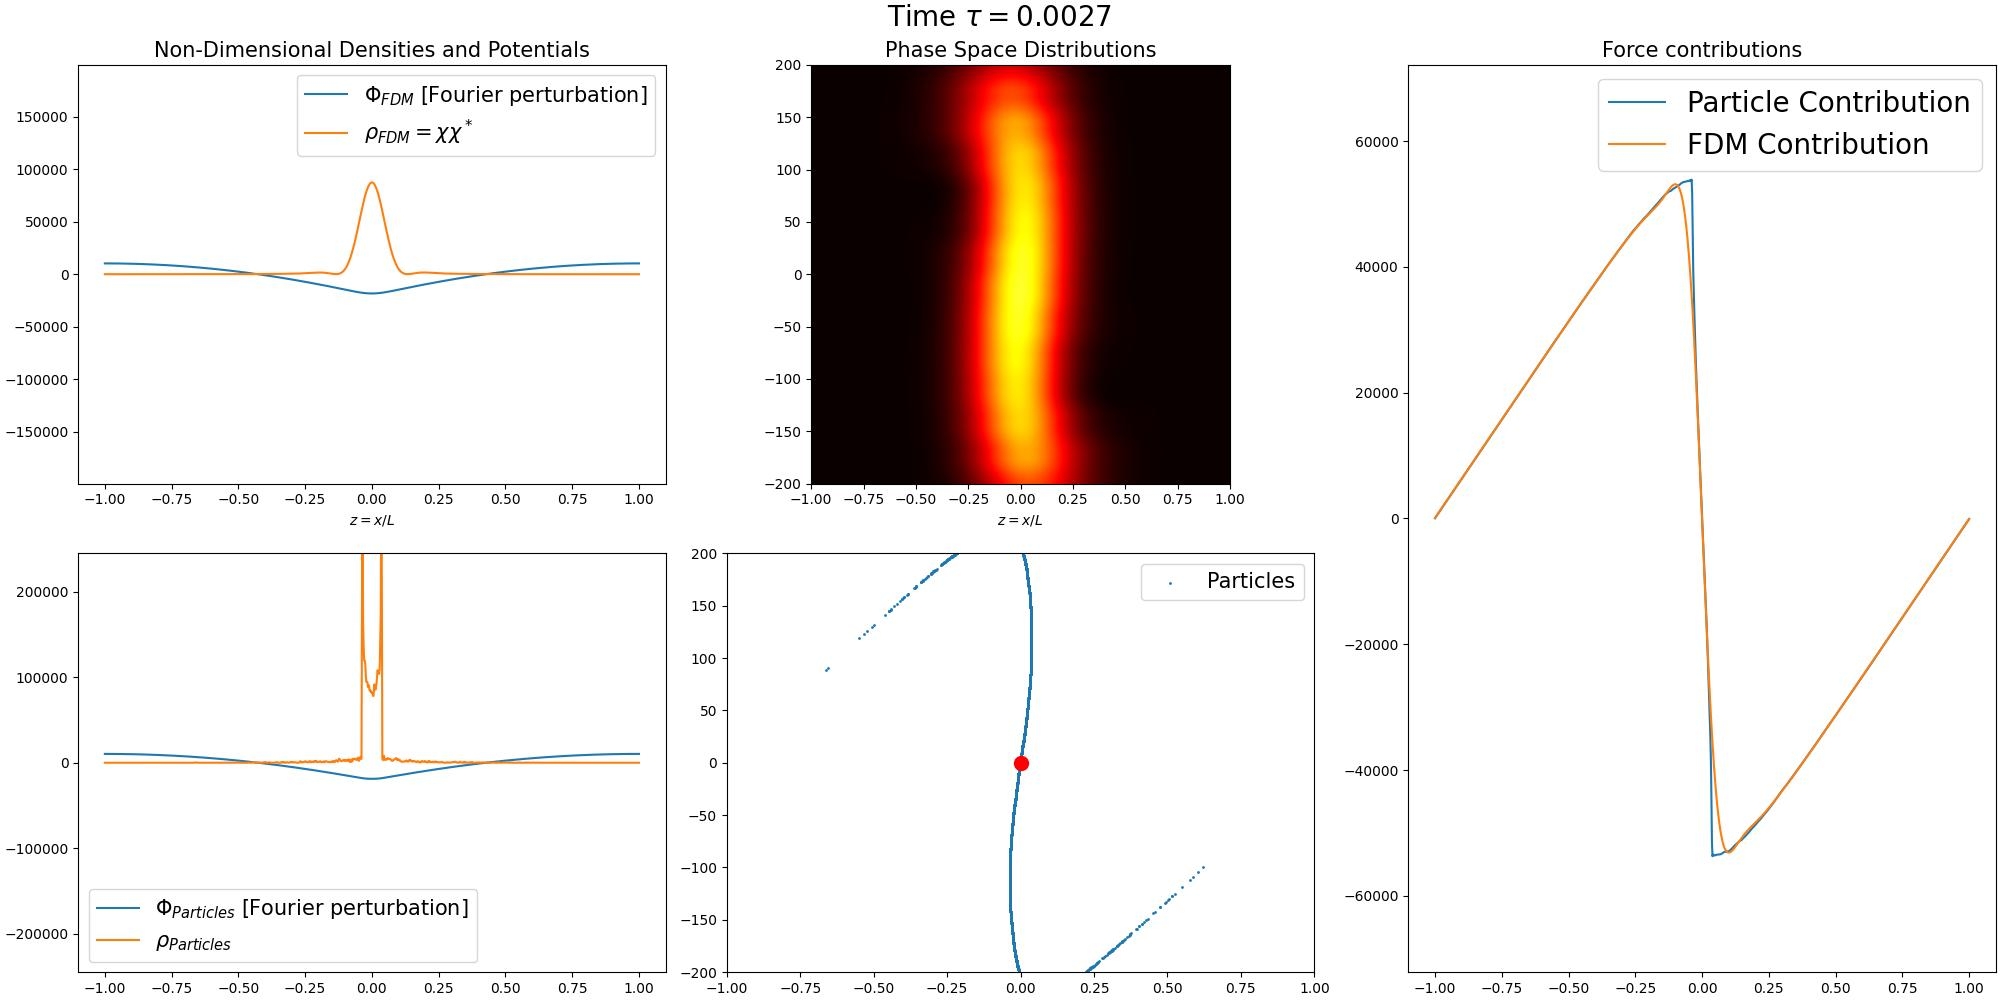 Time τ = 0.0027
Non-Dimensional Densities and Potentials
Φ_FDM [Fourier perturbation]
ρ_FDM = χχ*
150000
100000
50000
0
−50000
−100000
−150000
−1.00 −0.75 −0.50 −0.25 0.00 0.25 0.50 0.75 1.00
z = x/L
Phase Space Distributions
200
150
100
50
0
−50
−100
−150
−200
−1.00 −0.75 −0.50 −0.25 0.00 0.25 0.50 0.75 1.00
z = x/L
Force contributions
Particle Contribution
FDM Contribution
60000
40000
20000
0
−20000
−40000
−60000
−1.00 −0.75 −0.50 −0.25 0.00 0.25 0.50 0.75 1.00
200000
100000
0
−100000
−200000
Φ_Particles [Fourier perturbation]
ρ_Particles
−1.00 −0.75 −0.50 −0.25 0.00 0.25 0.50 0.75 1.00
Particles
200
150
100
50
0
−50
−100
−150
−200
−1.00 −0.75 −0.50 −0.25 0.00 0.25 0.50 0.75 1.00